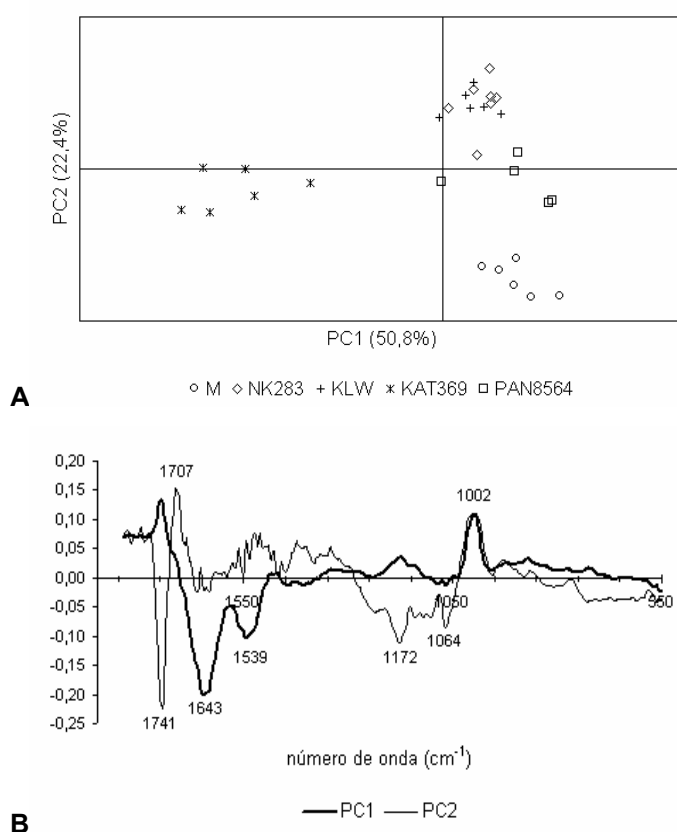 PC2 (22,4%)
PC1 (50,8%)
M NK283 KLW KAT369 PAN8564
A
0,20
0,15
0,10
0,05
0,00
-0,05
-0,10
-0,15
-0,20
-0,25
1707
1002
1550
1050
950
1539
1172
1064
1643
1741
número de onda (cm⁻¹)
PC1 PC2
B